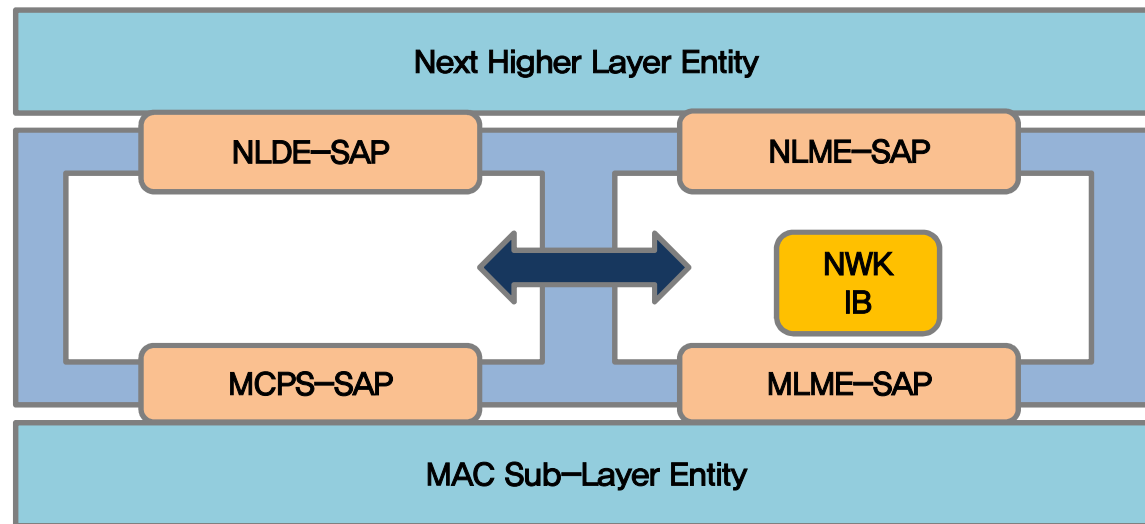 Next Higher Layer Entity
NLDE-SAP
NLME-SAP
NWK
IB
MCPS-SAP
MLME-SAP
MAC Sub-Layer Entity